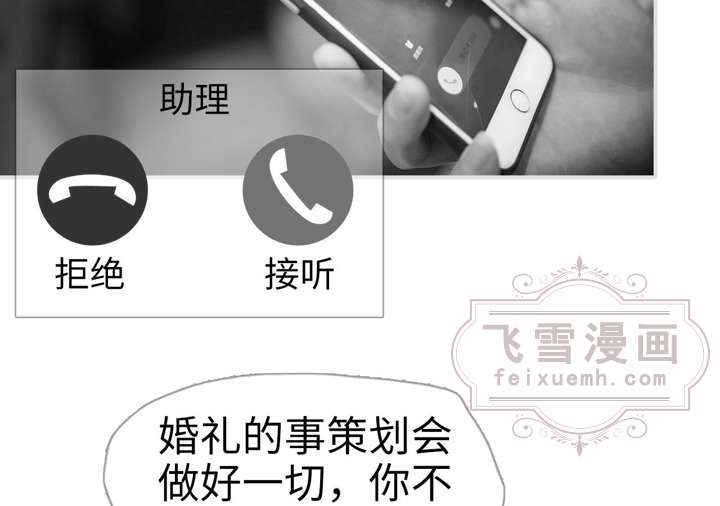 助理
拒绝
接听
飞雪漫画
feixuemh.com
婚礼的事策划会
做好一切，你不